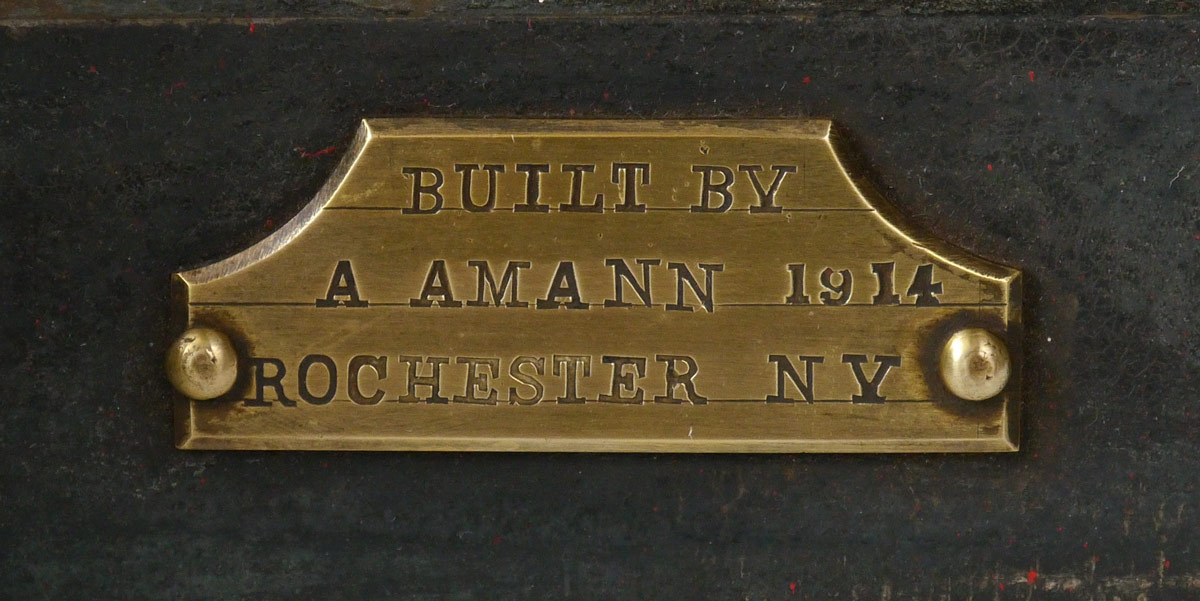 BUILT BY
A AMANN 1914
ROCHESTER NY